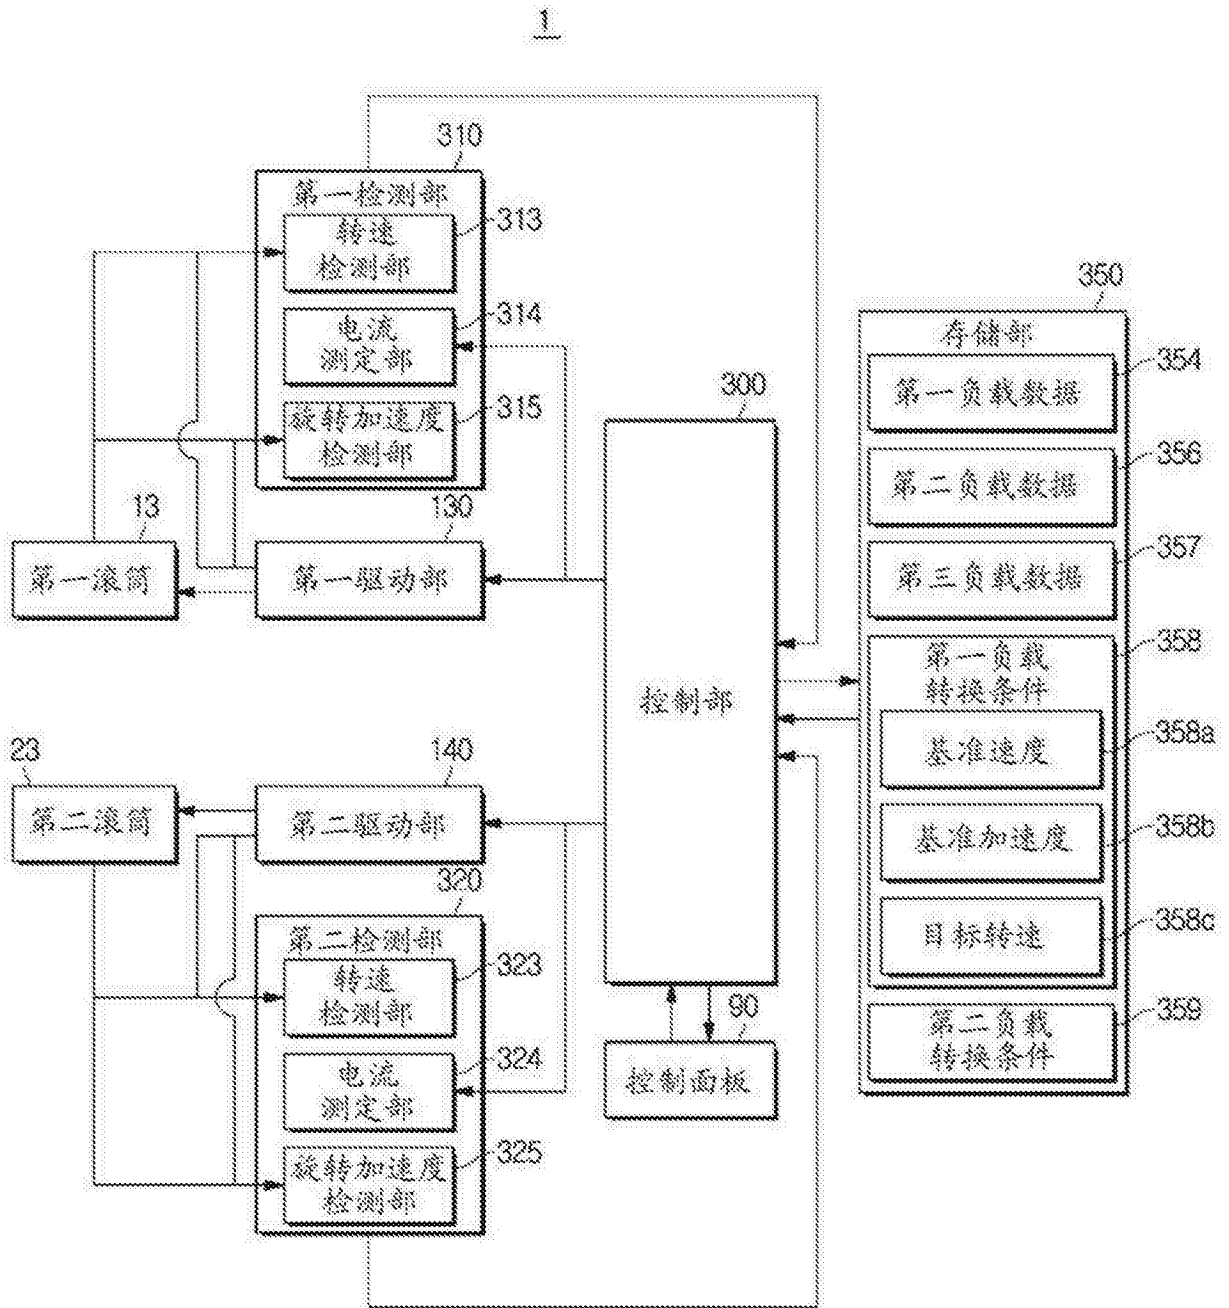 1
310
第一检测部
转速
检测部
313
电流
测定部
314
旋转加速度
检测部
315
13
第一滚筒
130
第一驱动部
300
控制部
350
存储部
第一负载数据
354
第二负载数据
356
第三负载数据
357
第一负载
转换条件
358
基准速度
358a
基准加速度
358b
目标转速
358c
第二负载
转换条件
359
23
第二滚筒
140
第二驱动部
320
第二检测部
转速
检测部
323
电流
测定部
324
旋转加速度
检测部
325
90
控制面板